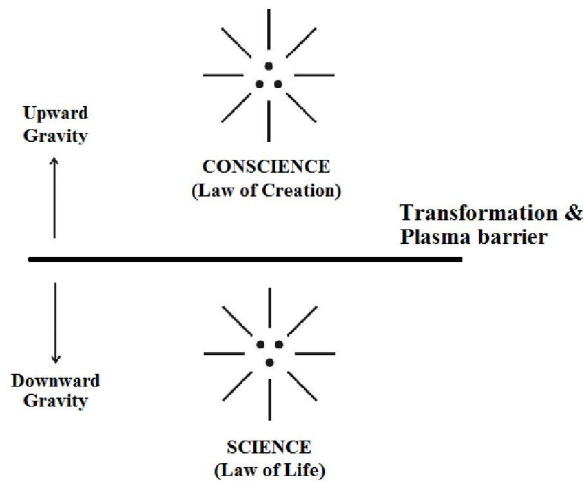 Upward
Gravity
CONSCIENCE
(Law of Creation)
Transformation &
Plasma barrier
Downward
Gravity
SCIENCE
(Law of Life)